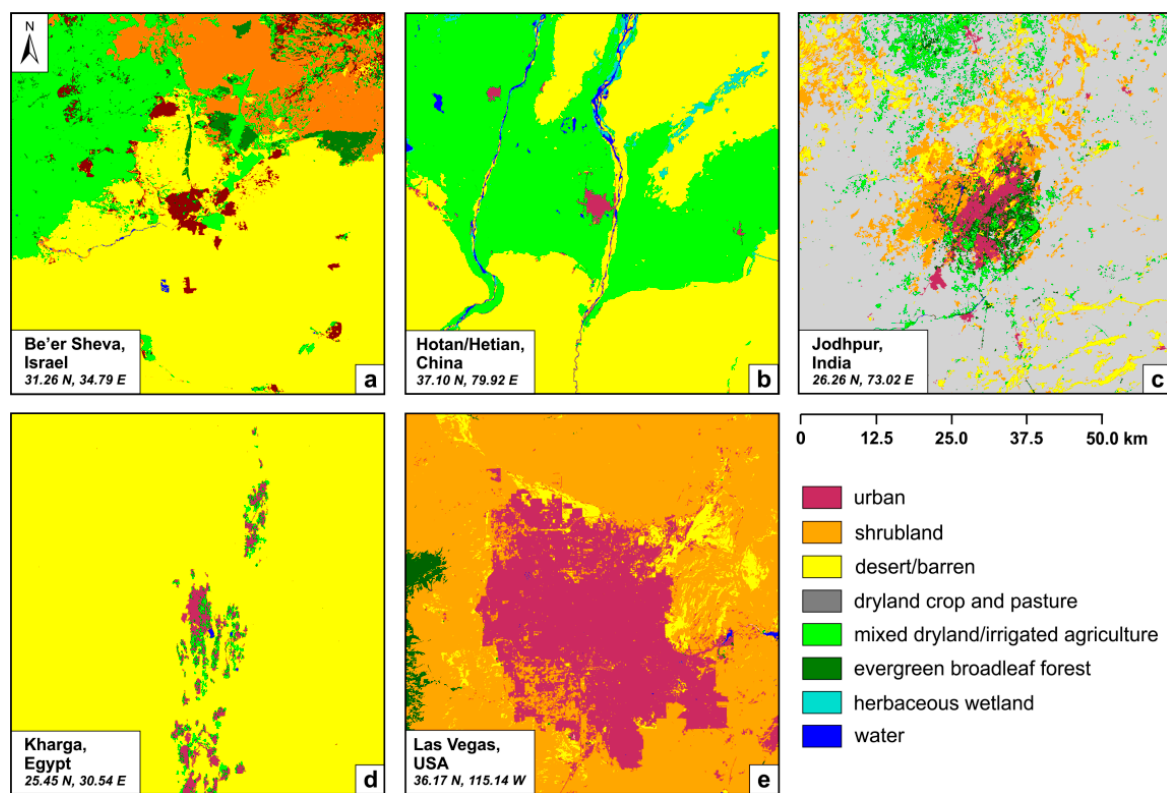 N
Be’er Sheva,
Israel
31.26 N, 34.79 E
a
Hotan/Hetian,
China
37.10 N, 79.92 E
b
Jodhpur,
India
26.26 N, 73.02 E
c
Kharga,
Egypt
25.45 N, 30.54 E
d
Las Vegas,
USA
36.17 N, 115.14 W
e
0 12.5 25.0 37.5 50.0 km
urban
shrubland
desert/barren
dryland crop and pasture
mixed dryland/irrigated agriculture
evergreen broadleaf forest
herbaceous wetland
water